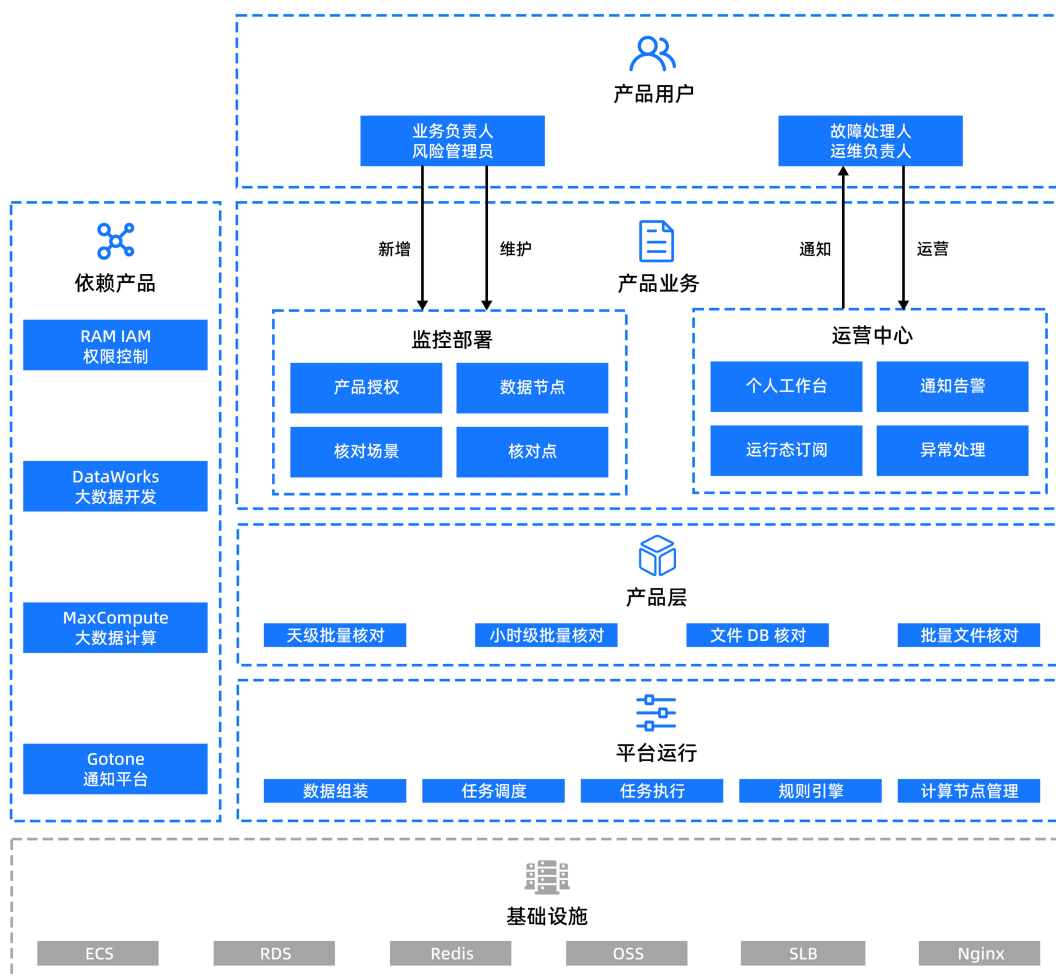 产品用户
业务负责人
风险管理员
故障处理人
运维负责人
新增
维护
产品业务
通知
运营
监控部署
产品授权
数据节点
核对场景
核对点
运营中心
个人工作台
通知告警
运行态订阅
异常处理
依赖产品
RAM IAM
权限控制
DataWorks
大数据开发
MaxCompute
大数据计算
Gotone
通知平台
产品层
天级批量核对
小时级批量核对
文件 DB 核对
批量文件核对
平台运行
数据组装
任务调度
任务执行
规则引擎
计算节点管理
基础设施
ECS
RDS
Redis
OSS
SLB
Nginx